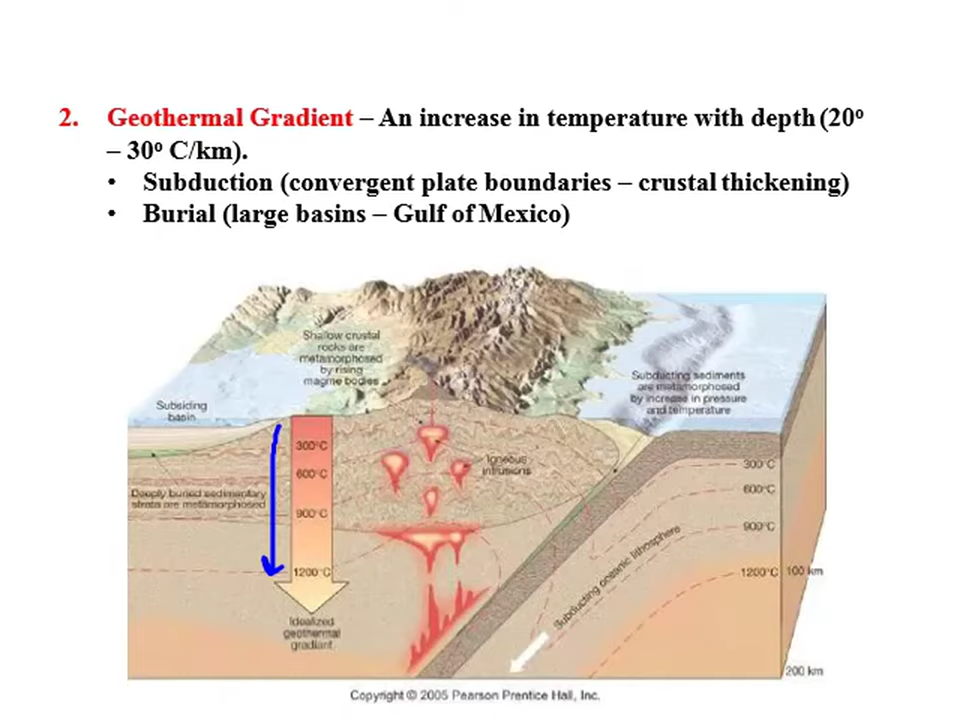 2. Geothermal Gradient – An increase in temperature with depth (20º
– 30º C/km).
• Subduction (convergent plate boundaries – crustal thickening)
• Burial (large basins – Gulf of Mexico)
Shallow crustal
rocks are
metamorphosed
by rising
magma bodies
Subducting sediments
are metamorphosed
by increase in pressure
and temperature
Subsiding
basin
300°C
600°C
900°C
1200°C
Igneous
intrusions
Deeply buried sedimentary
strata are metamorphosed
Idealized
geothermal
gradient
Subducting oceanic lithosphere
300°C
600°C
900°C
1200°C 100 km
200 km
Copyright © 2005 Pearson Prentice Hall, Inc.